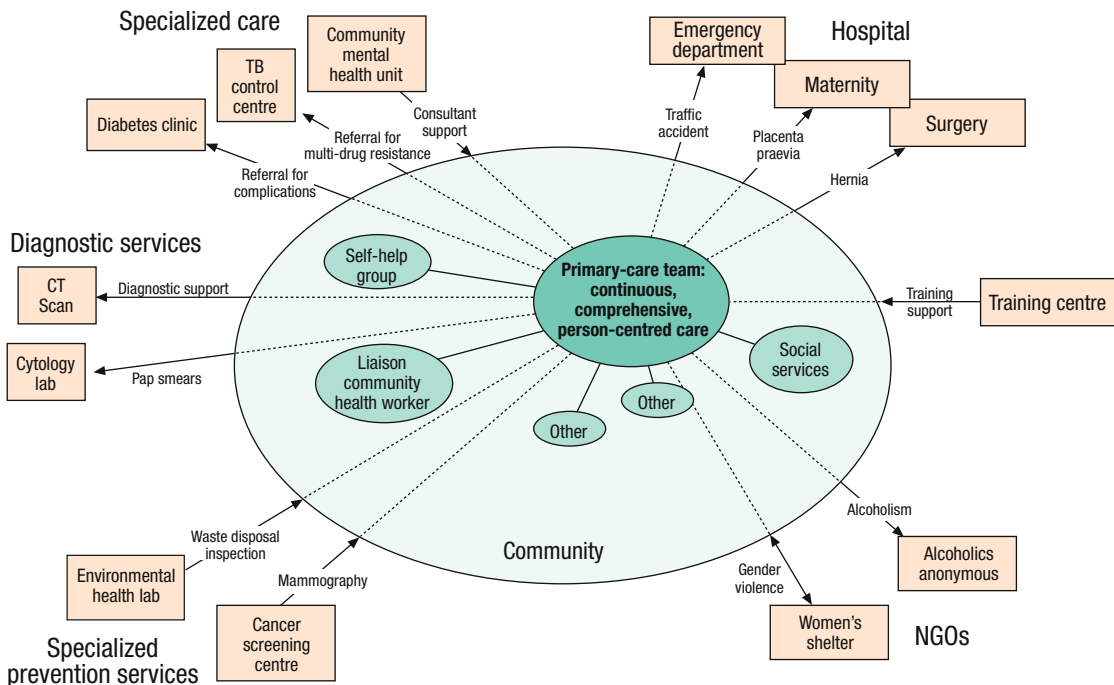 Specialized care
Community
mental
health unit
TB
control
centre
Diabetes clinic
Consultant
support
Referral for
multi-drug resistance
Referral for
complications
Emergency
department
Hospital
Maternity
Surgery
Traffic
accident
Placenta
praevia
Hernia
Diagnostic services
CT
Scan
Diagnostic support
Cytology
lab
Pap smears
Self-help
group
Primary-care team:
continuous,
comprehensive,
person-centred care
Liaison
community
health worker
Other
Other
Social
services
Training
support
Training centre
Waste disposal
inspection
Environmental
health lab
Mammography
Cancer
screening
centre
Specialized
prevention services
Community
Alcoholism
Alcoholics
anonymous
Gender
violence
Women's
shelter
NGOs